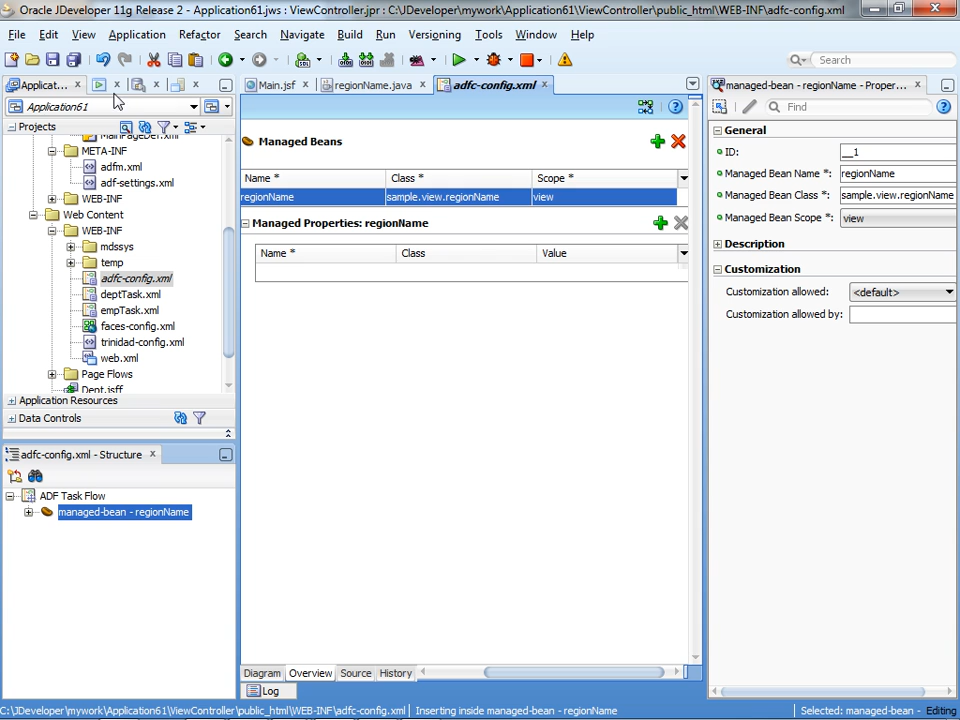 Oracle JDeveloper 11g Release 2 - Application61.jws : ViewController.jpr : C:\JDeveloper\mywork\Application61\ViewController\public_html\WEB-INF\adfc-config.xml
File Edit View Application Refactor Search Navigate Build Run Versioning Tools Window Help
Search
Applicat...
Main.jsf
regionName.java
adfc-config.xml
managed-bean - regionName - Proper...
Application61
Find
Projects
MainPageDef.xml
META-INF
adfm.xml
adf-settings.xml
WEB-INF
Web Content
WEB-INF
mdssys
temp
adfc-config.xml
deptTask.xml
empTask.xml
faces-config.xml
trinidad-config.xml
web.xml
Page Flows
Dept.jsff
Application Resources
Data Controls
adfc-config.xml - Structure
ADF Task Flow
managed-bean - regionName
Managed Beans
Name * Class * Scope *
regionName sample.view.regionName view
Managed Properties: regionName
Name * Class Value
Diagram Overview Source History
Log
General
ID: __1
Managed Bean Name *: regionName
Managed Bean Class *: sample.view.regionName
Managed Bean Scope *: view
Description
Customization
Customization allowed: <default>
Customization allowed by:
C:\JDeveloper\mywork\Application61\ViewController\public_html\WEB-INF\adfc-config.xml Inserting inside managed-bean - regionName Selected: managed-bean - Editing